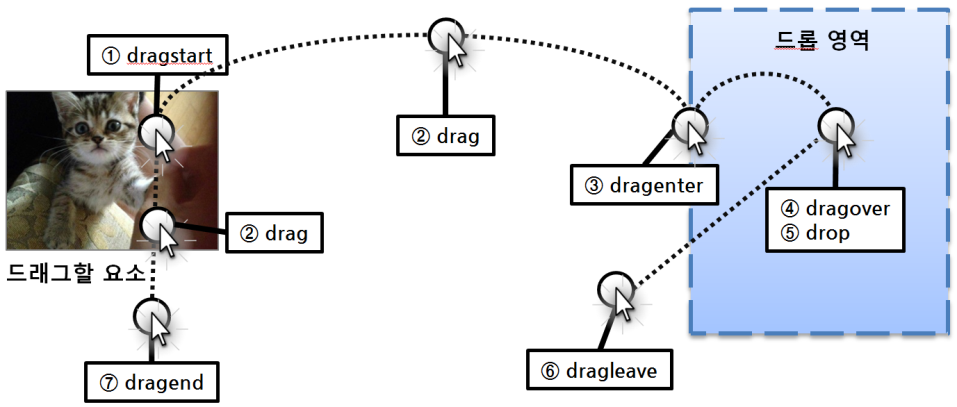 ① dragstart
② drag
드롭 영역
③ dragenter
④ dragover
⑤ drop
② drag
드래그할 요소
⑥ dragleave
⑦ dragend